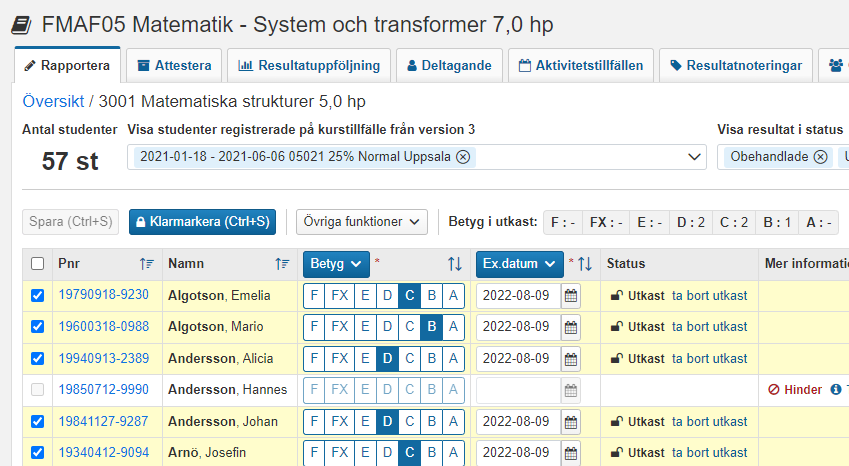 FMAF05 Matematik - System och transformer 7,0 hp
Rapportera Attestera Resultatuppföljning Deltagande Aktivitetstillfällen Resultatnoteringar
Översikt / 3001 Matematiska strukturer 5,0 hp
Antal studenter Visa studenter registrerade på kurstillfälle från version 3 Visa resultat i status
57 st 2021-01-18 - 2021-06-06 05021 25% Normal Uppsala Obehandlade
Spara (Ctrl+S) Klarmarkera (Ctrl+S) Övriga funktioner Betyg i utkast: F : - FX : - E : - D : 2 C : 2 B : 1 A : -
Pnr Namn Betyg * Ex.datum * Status Mer informati
19790918-9230 Algotson, Emelia F FX E D C B A 2022-08-09 Utkast ta bort utkast
19600318-0988 Algotson, Mario F FX E D C B A 2022-08-09 Utkast ta bort utkast
19940913-2389 Andersson, Alicia F FX E D C B A 2022-08-09 Utkast ta bort utkast
19850712-9990 Andersson, Hannes F FX E D C B A Hinder
19841127-9287 Andersson, Johan F FX E D C B A 2022-08-09 Utkast ta bort utkast
19340412-9094 Arnö, Josefin F FX E D C B A 2022-08-09 Utkast ta bort utkast